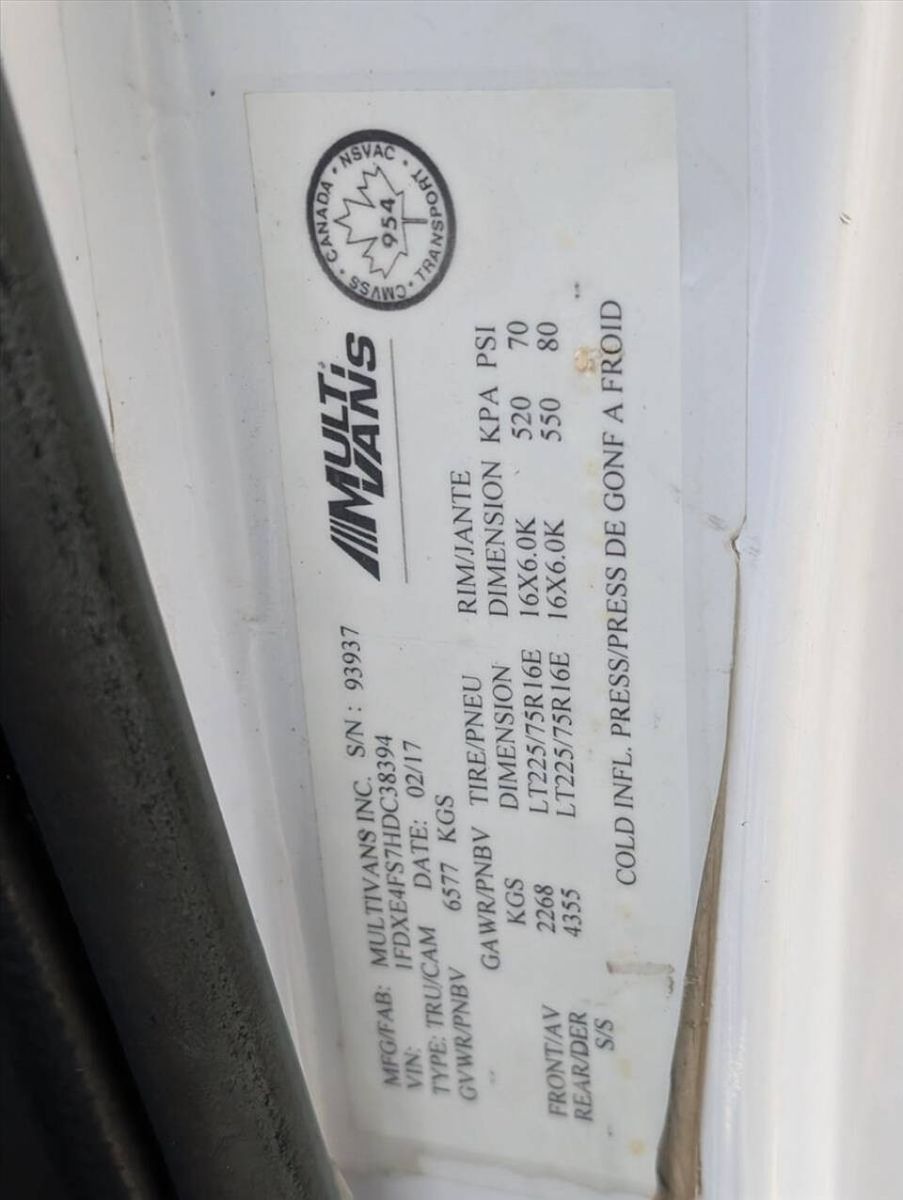 MFG/FAB: MULTIVANS INC. S/N : 93937
VIN: 1FDXE4FS7HDC38394
TYPE: TRU/CAM DATE: 02/17
GVWR/PNBV 6577 KGS
MULTI
VANS
CANADA • NSVAC • TRANSPORT • CMVSS •
954
GAWR/PNBV TIRE/PNEU RIM/JANTE
KGS DIMENSION DIMENSION KPA PSI
FRONT/AV 2268 LT225/75R16E 16X6.0K 520 70
REAR/DER 4355 LT225/75R16E 16X6.0K 550 80
S/S
COLD INFL. PRESS/PRESS DE GONF A FROID